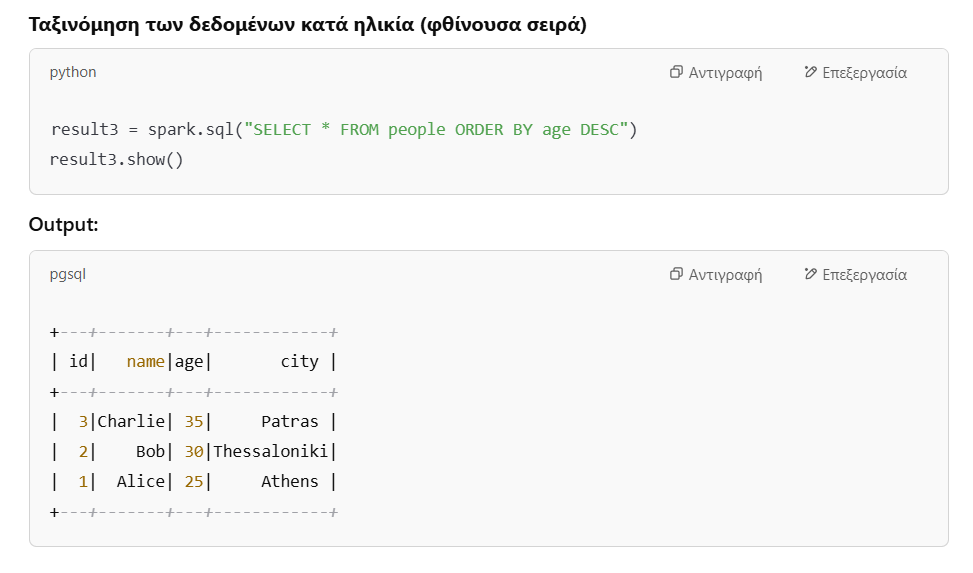 Ταξινόμηση των δεδομένων κατά ηλικία (φθίνουσα σειρά)
python Αντιγραφή Επεξεργασία
result3 = spark.sql("SELECT * FROM people ORDER BY age DESC")
result3.show()
Output:
pgsql Αντιγραφή Επεξεργασία
+---+-------+---+------------+
| id|   name|age|       city |
+---+-------+---+------------+
|  3|Charlie| 35|     Patras |
|  2|    Bob| 30|Thessaloniki|
|  1|  Alice| 25|     Athens |
+---+-------+---+------------+